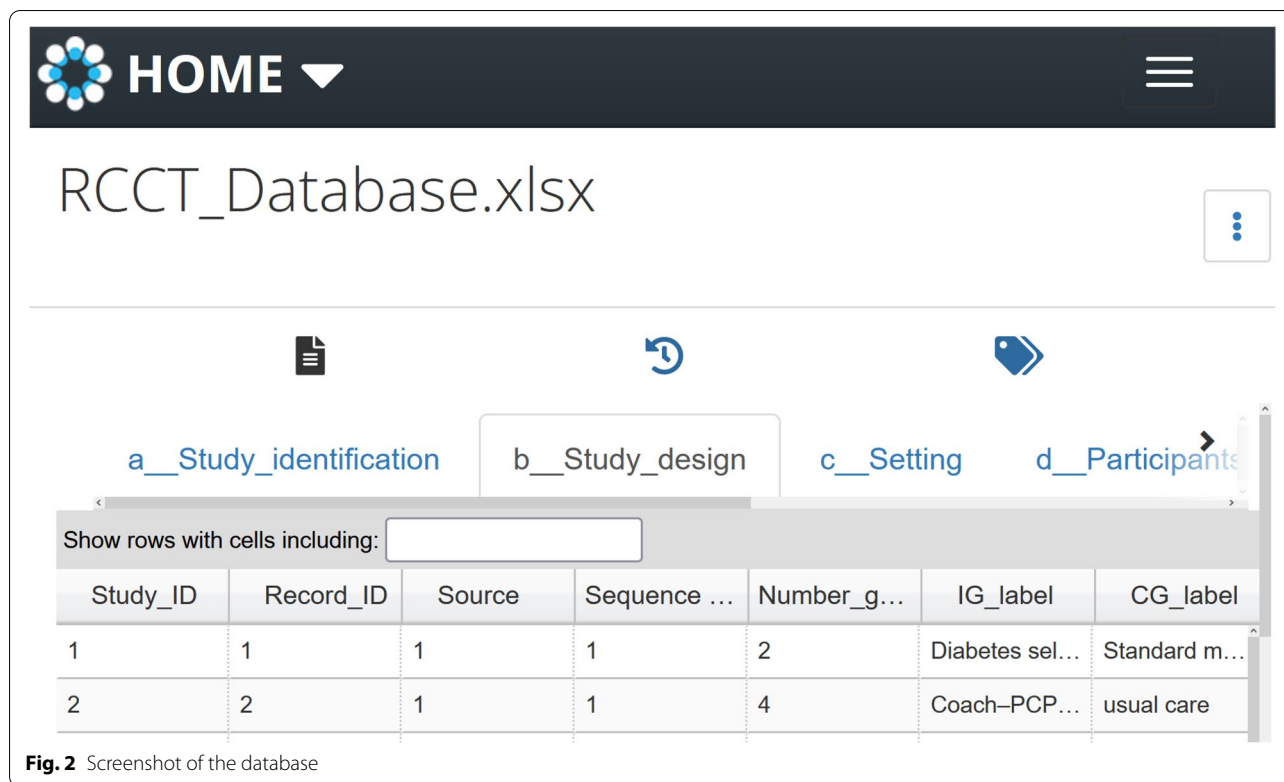 HOME
RCCT_Database.xlsx
a__Study_identification b__Study_design c__Setting d__Participants
Show rows with cells including:
Study_ID Record_ID Source Sequence ... Number_g... IG_label CG_label
1 1 1 1 2 Diabetes sel... Standard m...
2 2 1 1 4 Coach–PCP... usual care
Fig. 2 Screenshot of the database